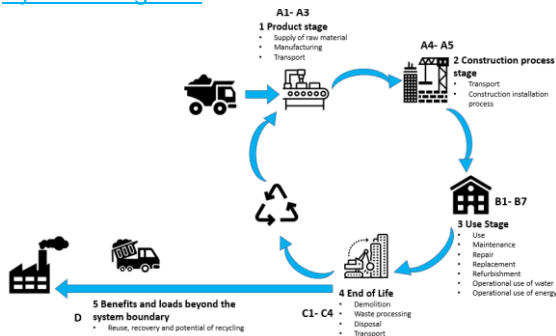 A1- A3
1 Product stage
• Supply of raw material
• Manufacturing
• Transport
A4- A5
2 Construction process
stage
• Transport
• Construction installation
process
B1- B7
3 Use Stage
• Use
• Maintenance
• Repair
• Replacement
• Refurbishment
• Operational use of water
• Operational use of energy
4 End of Life
C1- C4
• Demolition
• Waste processing
• Disposal
• Transport
5 Benefits and loads beyond the
system boundary
D
• Reuse, recovery and potential of recycling